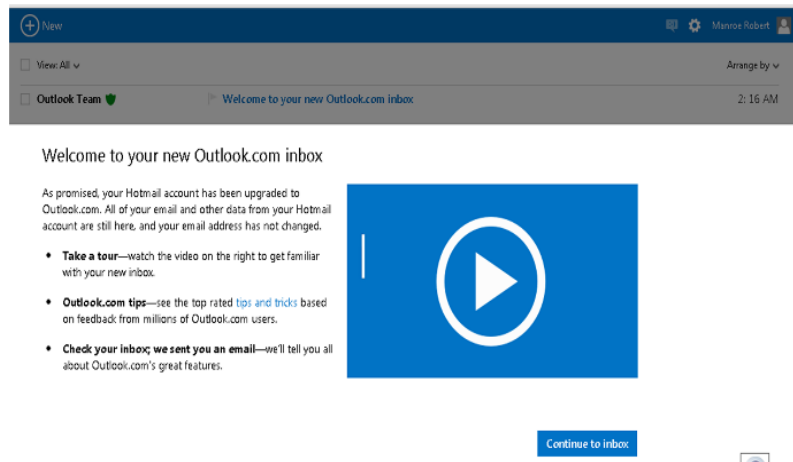 New
Manroe Robert
View: All
Arrange by
Outlook Team
Welcome to your new Outlook.com inbox
2: 16 AM
Welcome to your new Outlook.com inbox
As promised, your Hotmail account has been upgraded to
Outlook.com. All of your email and other data from your Hotmail
account are still here, and your email address has not changed.
• Take a tour—watch the video on the right to get familiar
with your new inbox.
• Outlook.com tips—see the top rated tips and tricks based
on feedback from millions of Outlook.com users.
• Check your inbox; we sent you an email—we'll tell you all
about Outlook.com's great features.
Continue to inbox